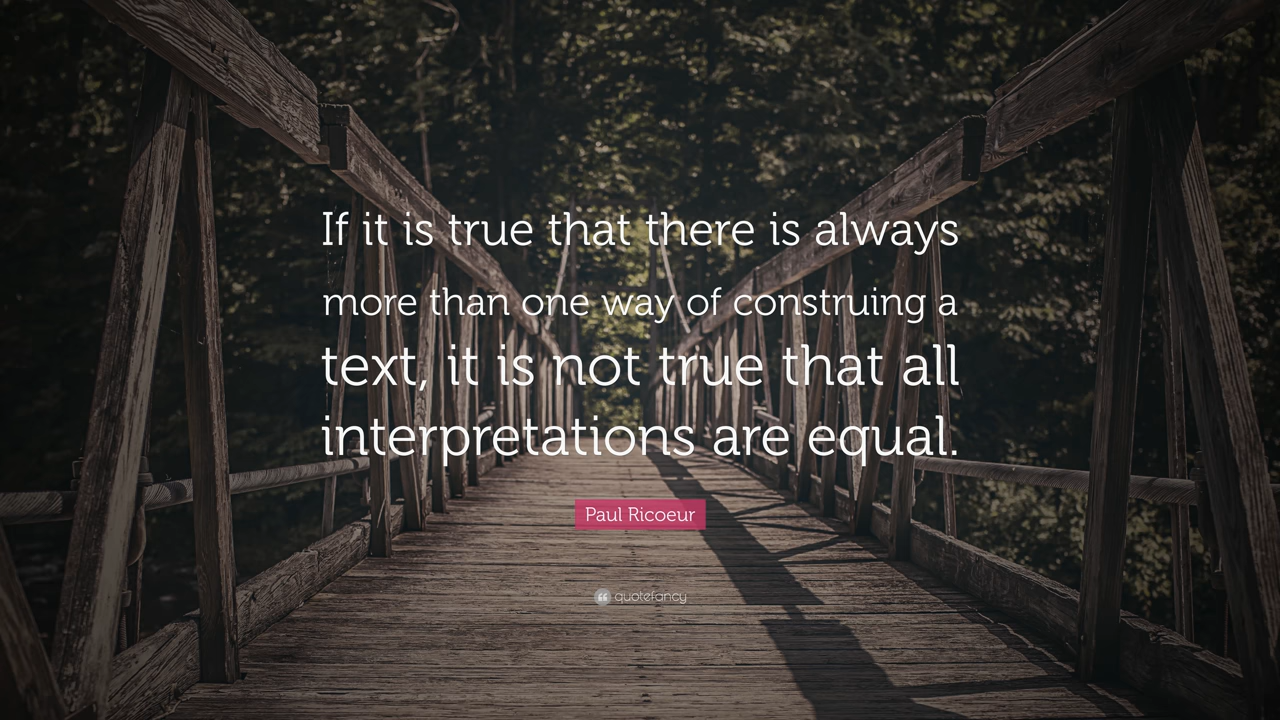 If it is true that there is always
more than one way of construing a
text, it is not true that all
interpretations are equal.
Paul Ricoeur
quotefancy